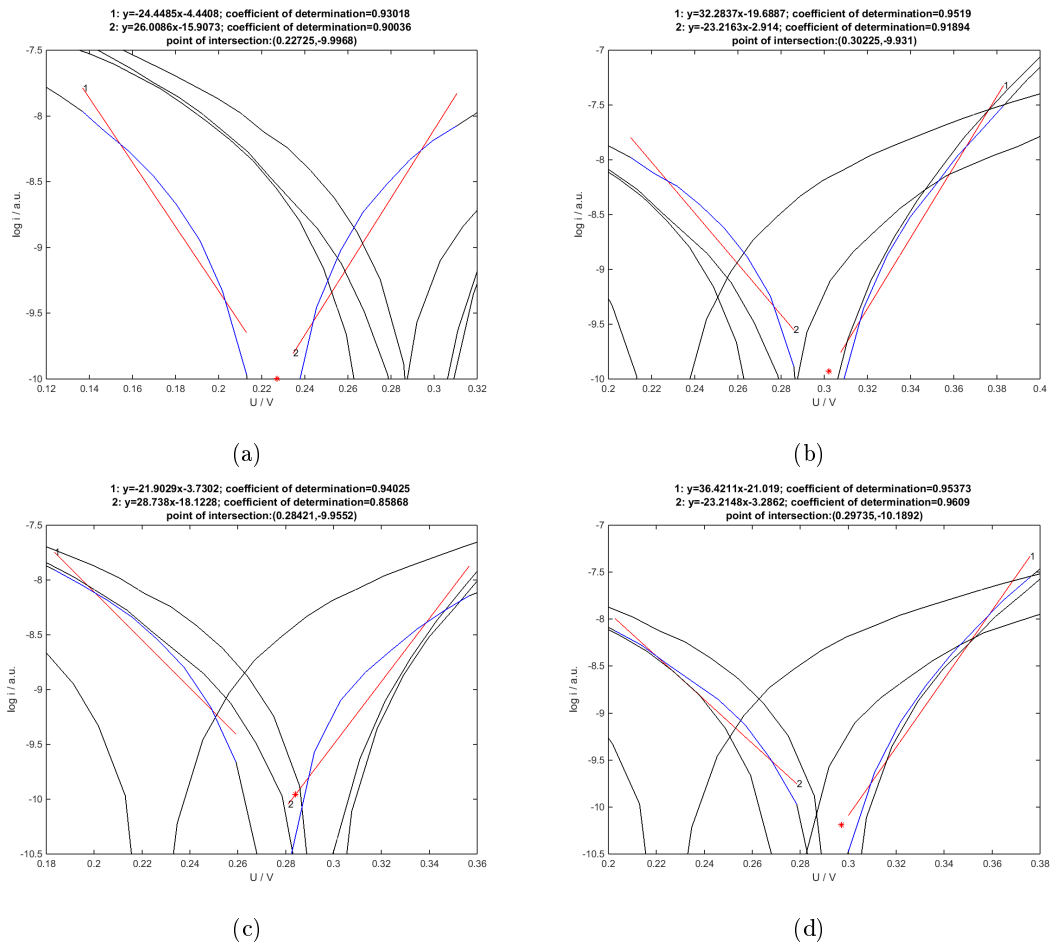 1: y=-24.4485x-4.4408; coefficient of determination=0.93018
2: y=26.0086x-15.9073; coefficient of determination=0.90036
point of intersection:(0.22725,-9.9968)
-7.5
-8
-8.5
-9
-9.5
-10
log i / a.u.
1
2
0.12 0.14 0.16 0.18 0.2 0.22 0.24 0.26 0.28 0.3 0.32
U / V
(a)
1: y=32.2837x-19.6887; coefficient of determination=0.9519
2: y=-23.2163x-2.914; coefficient of determination=0.91894
point of intersection:(0.30225,-9.931)
-7
-7.5
-8
-8.5
-9
-9.5
-10
log i / a.u.
1
2
0.2 0.22 0.24 0.26 0.28 0.3 0.32 0.34 0.36 0.38 0.4
U / V
(b)
1: y=-21.9029x-3.7302; coefficient of determination=0.94025
2: y=28.738x-18.1228; coefficient of determination=0.85868
point of intersection:(0.28421,-9.9552)
-7.5
-8
-8.5
-9
-9.5
-10
-10.5
log i / a.u.
1
2
0.18 0.2 0.22 0.24 0.26 0.28 0.3 0.32 0.34 0.36
U / V
(c)
1: y=36.4211x-21.019; coefficient of determination=0.95373
2: y=-23.2148x-3.2862; coefficient of determination=0.9609
point of intersection:(0.29735,-10.1892)
-7
-7.5
-8
-8.5
-9
-9.5
-10
-10.5
log i / a.u.
1
2
0.2 0.22 0.24 0.26 0.28 0.3 0.32 0.34 0.36 0.38
U / V
(d)